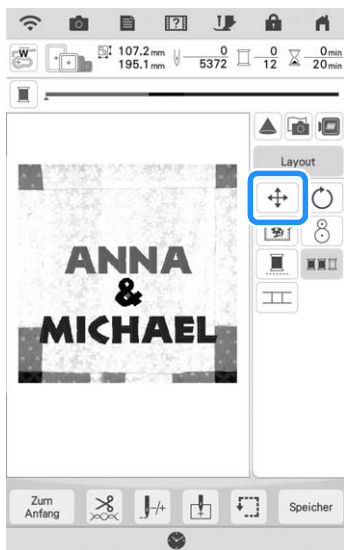 107.2 mm
195.1 mm
0
5372
0
12
0 min
20 min
W
Layout
ANNA
&
MICHAEL
Zum
Anfang
-/+
Speicher